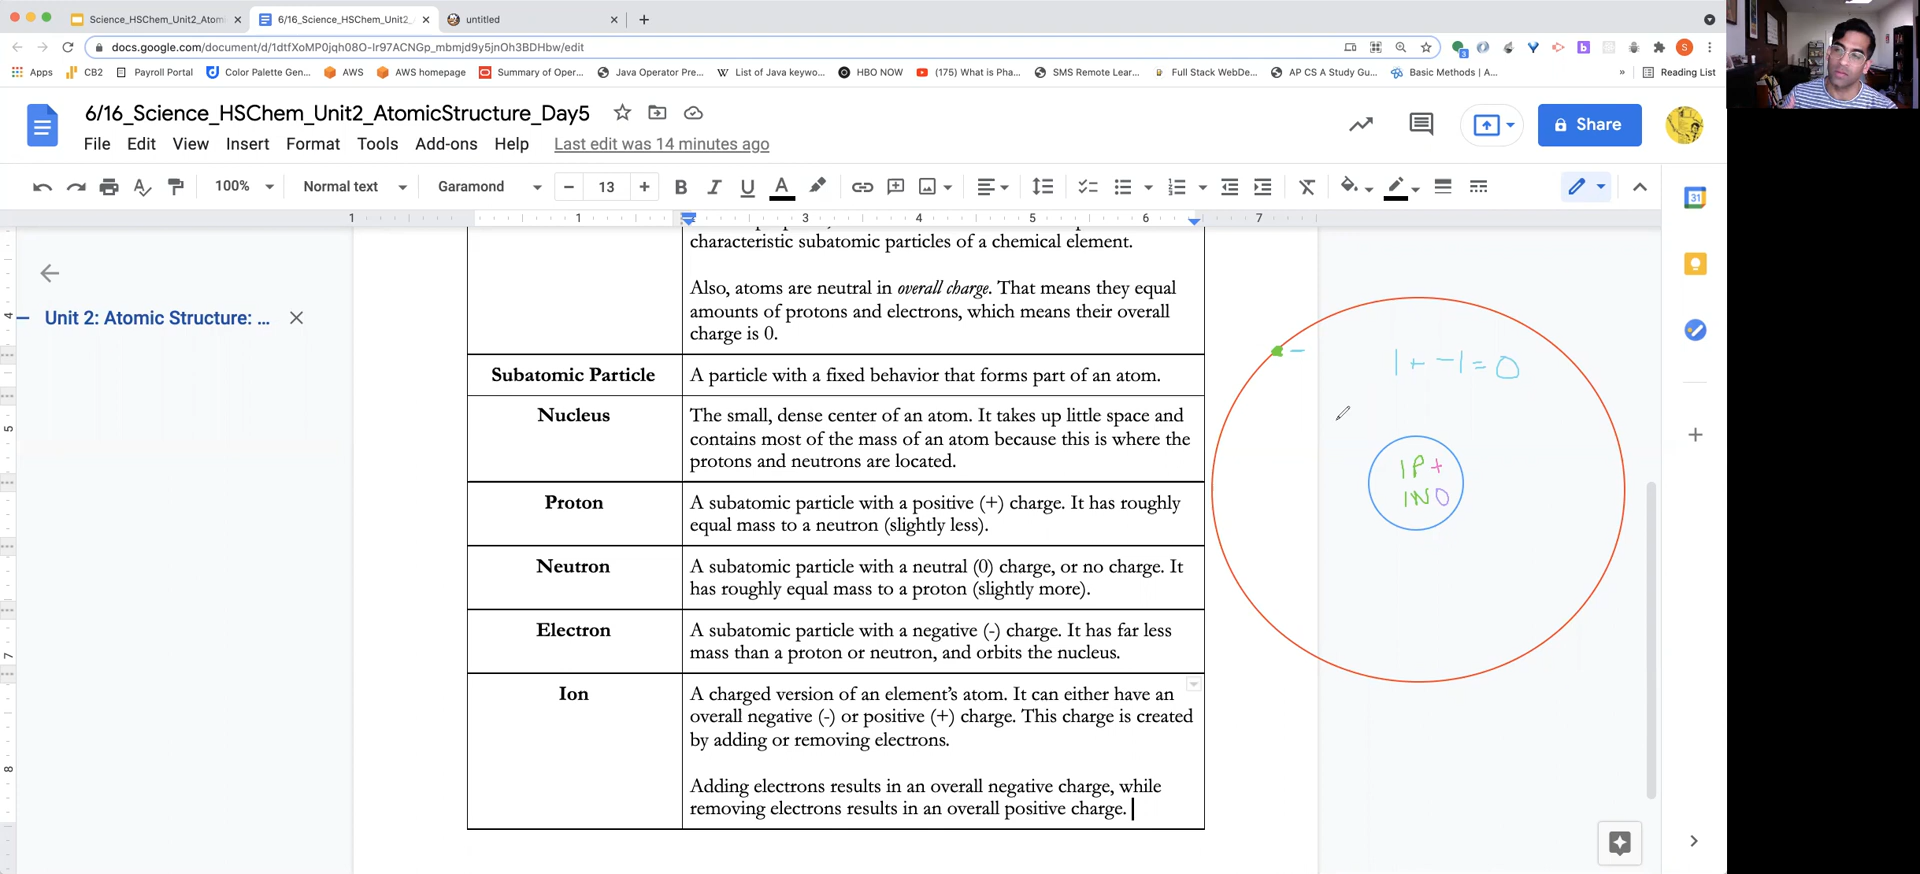 Science_HSChem_Unit2_Atom
6/16_Science_HSChem_Unit2_
untitled
docs.google.com/document/d/1dtfXoMP0jqh08O-Ir97ACNGp_mbmjd9y5jnOh3BDHbw/edit
Apps
CB2
Payroll Portal
Color Palette Gen...
AWS
AWS homepage
Summary of Oper...
Java Operator Pre...
List of Java keywo...
HBO NOW
(175) What is Pha...
SMS Remote Lear...
Full Stack WebDe...
AP CS A Study Gu...
Basic Methods | A...
»
Reading List
6/16_Science_HSChem_Unit2_AtomicStructure_Day5
File Edit View Insert Format Tools Add-ons Help Last edit was 14 minutes ago
Share
100% Normal text Garamond 13
1 1 3 4 5 6 7
Unit 2: Atomic Structure: ...
characteristic subatomic particles of a chemical element.
Also, atoms are neutral in overall charge. That means they equal
amounts of protons and electrons, which means their overall
charge is 0.
Subatomic Particle
A particle with a fixed behavior that forms part of an atom.
Nucleus
The small, dense center of an atom. It takes up little space and
contains most of the mass of an atom because this is where the
protons and neutrons are located.
Proton
A subatomic particle with a positive (+) charge. It has roughly
equal mass to a neutron (slightly less).
Neutron
A subatomic particle with a neutral (0) charge, or no charge. It
has roughly equal mass to a proton (slightly more).
Electron
A subatomic particle with a negative (-) charge. It has far less
mass than a proton or neutron, and orbits the nucleus.
Ion
A charged version of an element’s atom. It can either have an
overall negative (-) or positive (+) charge. This charge is created
by adding or removing electrons.
Adding electrons results in an overall negative charge, while
removing electrons results in an overall positive charge.
-
1 + -1 = 0
1P+
1N0
4
5
7
8
31